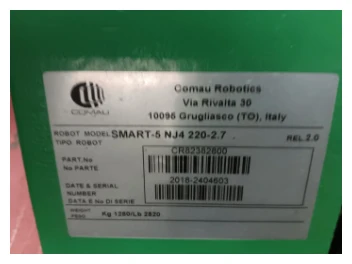 COMAU
Comau Robotics
Via Rivalta 30
10095 Grugliasco (TO), Italy
ROBOT MODEL SMART-5 NJ4 220-2.7 REL.2.0
TIPO ROBOT
PART.No CR82382600
No PARTE
DATE & SERIAL 2018-2404603
NUMBER
DATA E No DI SERIE
WEIGHT Kg 1280/Lb 2820
PESO